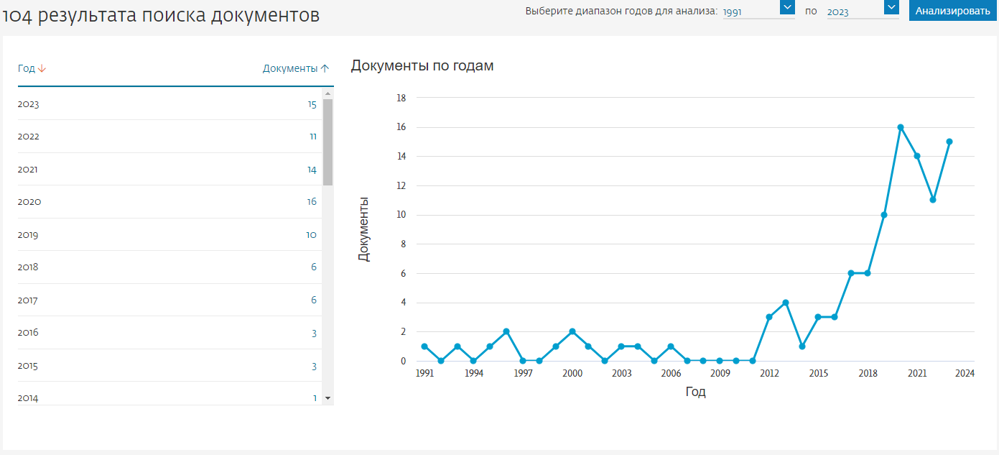 104 результата поиска документов
Выберите диапазон годов для анализа: 1991 по 2023 Анализировать
Год Документы
2023 15
2022 11
2021 14
2020 16
2019 10
2018 6
2017 6
2016 3
2015 3
2014 1
Документы по годам
18
16
14
12
10
8
6
4
2
0
Документы
1991 1994 1997 2000 2003 2006 2009 2012 2015 2018 2021 2024
Год